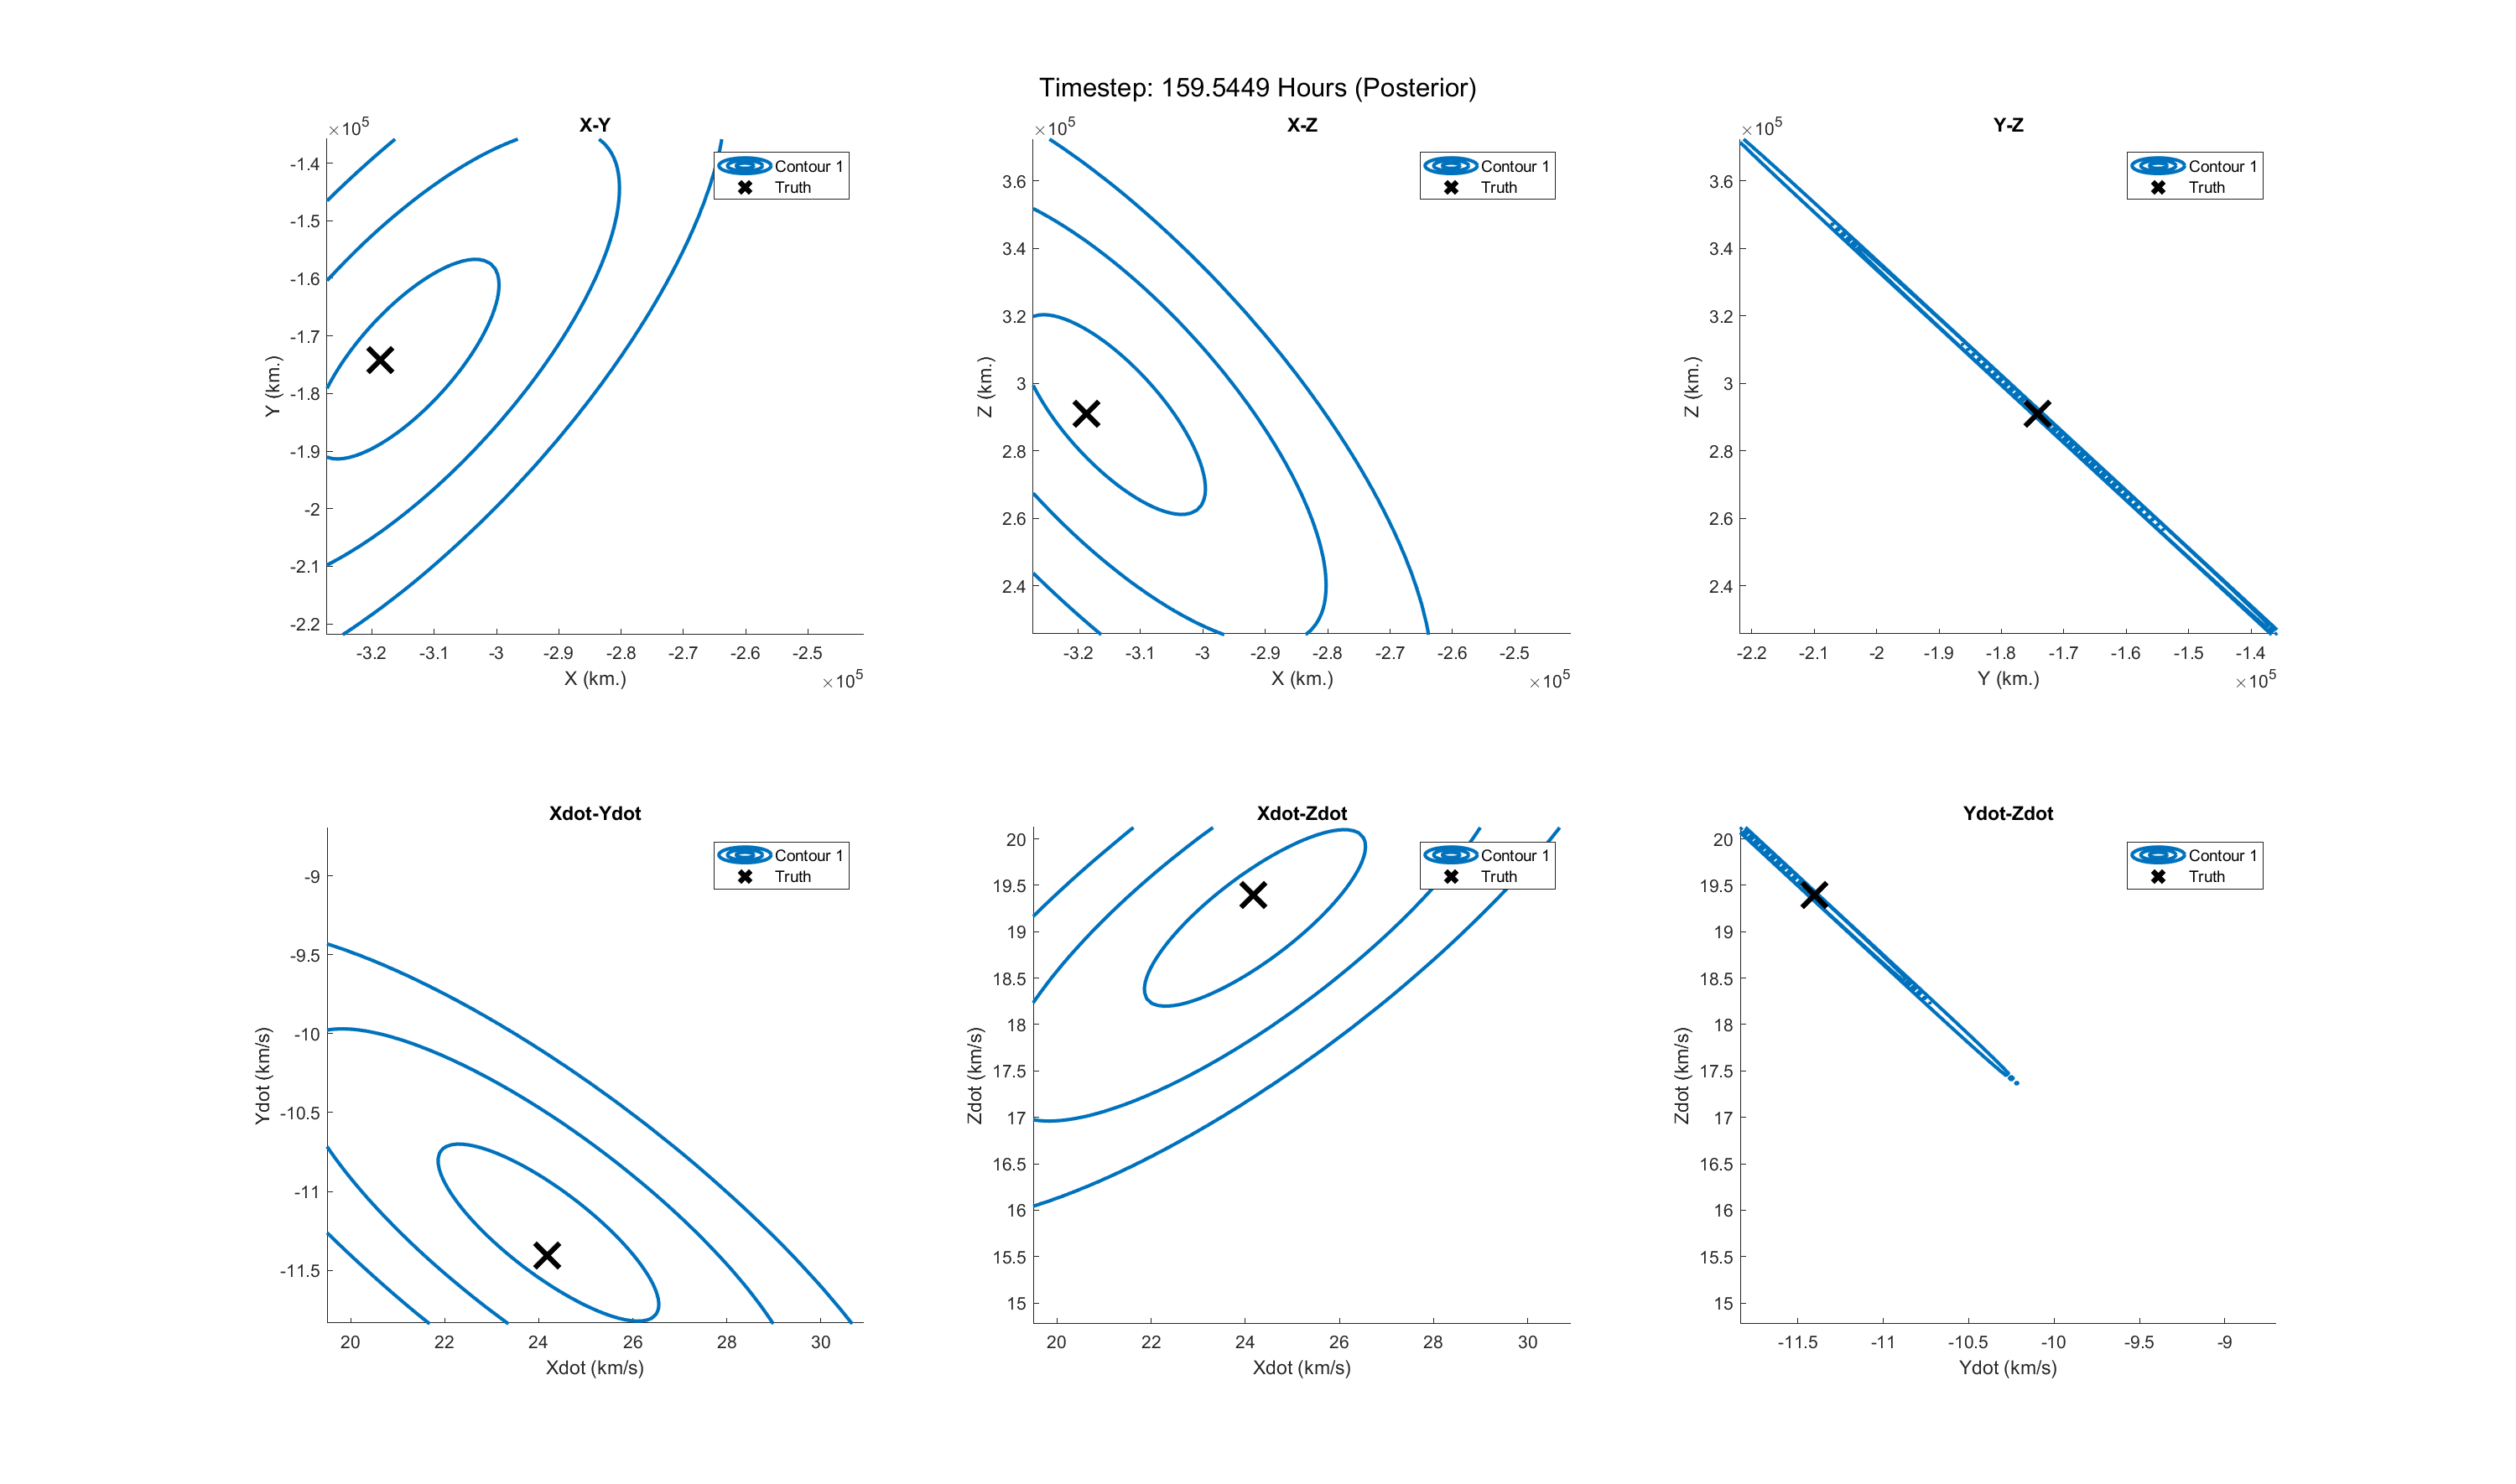 Timestep: 159.5449 Hours (Posterior)
X-Y
×10^5
-1.4
-1.5
-1.6
-1.7
-1.8
-1.9
-2
-2.1
-2.2
Y (km.)
-3.2 -3.1 -3 -2.9 -2.8 -2.7 -2.6 -2.5
X (km.)
×10^5
Contour 1
Truth
X-Z
×10^5
3.6
3.4
3.2
3
2.8
2.6
2.4
Z (km.)
-3.2 -3.1 -3 -2.9 -2.8 -2.7 -2.6 -2.5
X (km.)
×10^5
Contour 1
Truth
Y-Z
×10^5
3.6
3.4
3.2
3
2.8
2.6
2.4
Z (km.)
-2.2 -2.1 -2 -1.9 -1.8 -1.7 -1.6 -1.5 -1.4
Y (km.)
×10^5
Contour 1
Truth
Xdot-Ydot
-9
-9.5
-10
-10.5
-11
-11.5
Ydot (km/s)
20 22 24 26 28 30
Xdot (km/s)
Contour 1
Truth
Xdot-Zdot
20
19.5
19
18.5
18
17.5
17
16.5
16
15.5
15
Zdot (km/s)
20 22 24 26 28 30
Xdot (km/s)
Contour 1
Truth
Ydot-Zdot
20
19.5
19
18.5
18
17.5
17
16.5
16
15.5
15
Zdot (km/s)
-11.5 -11 -10.5 -10 -9.5 -9
Ydot (km/s)
Contour 1
Truth